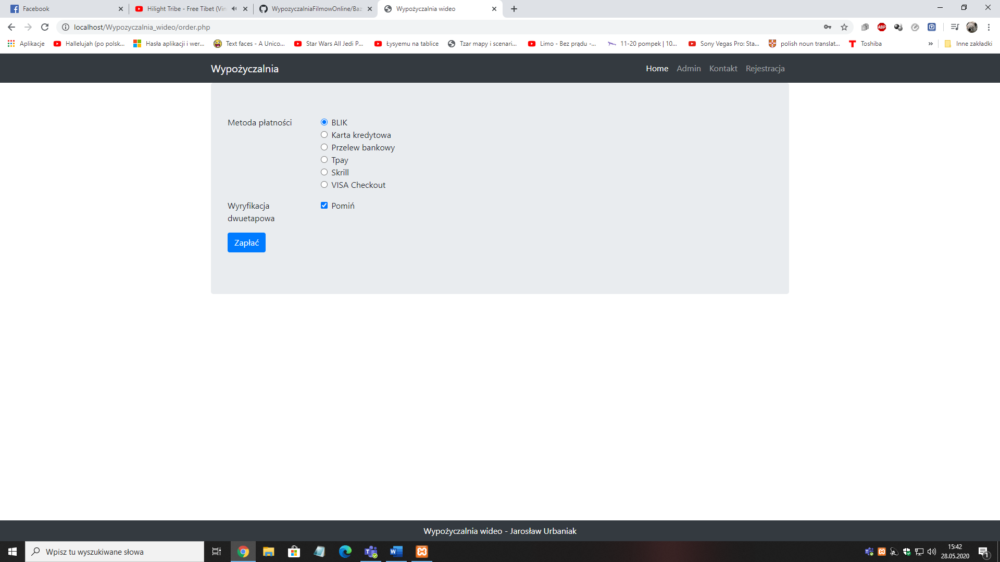 Facebook
Hilight Tribe - Free Tibet (Vin
WypozyczalniaFilmowOnline/Baz
Wypożyczalnia wideo
localhost/Wypozyczalnia_wideo/order.php
ABP
Aplikacje
Hallelujah (po polsk...
Hasła aplikacji i wer...
Text faces - A Unico...
Star Wars All Jedi P...
Łysyemu na tablice
Tzar mapy i scenari...
Limo - Bez prądu -...
11-20 pompek | 10...
Sony Vegas Pro: Sta...
polish noun translat...
Toshiba
»
Inne zakładki
Wypożyczalnia
Home
Admin
Kontakt
Rejestracja
Metoda płatności
BLIK
Karta kredytowa
Przelew bankowy
Tpay
Skrill
VISA Checkout
Wyryfikacja
dwuetapowa
Pomiń
Zapłać
Wypożyczalnia wideo - Jarosław Urbaniak
Wpisz tu wyszukiwane słowa
15:42
28.05.2020
1